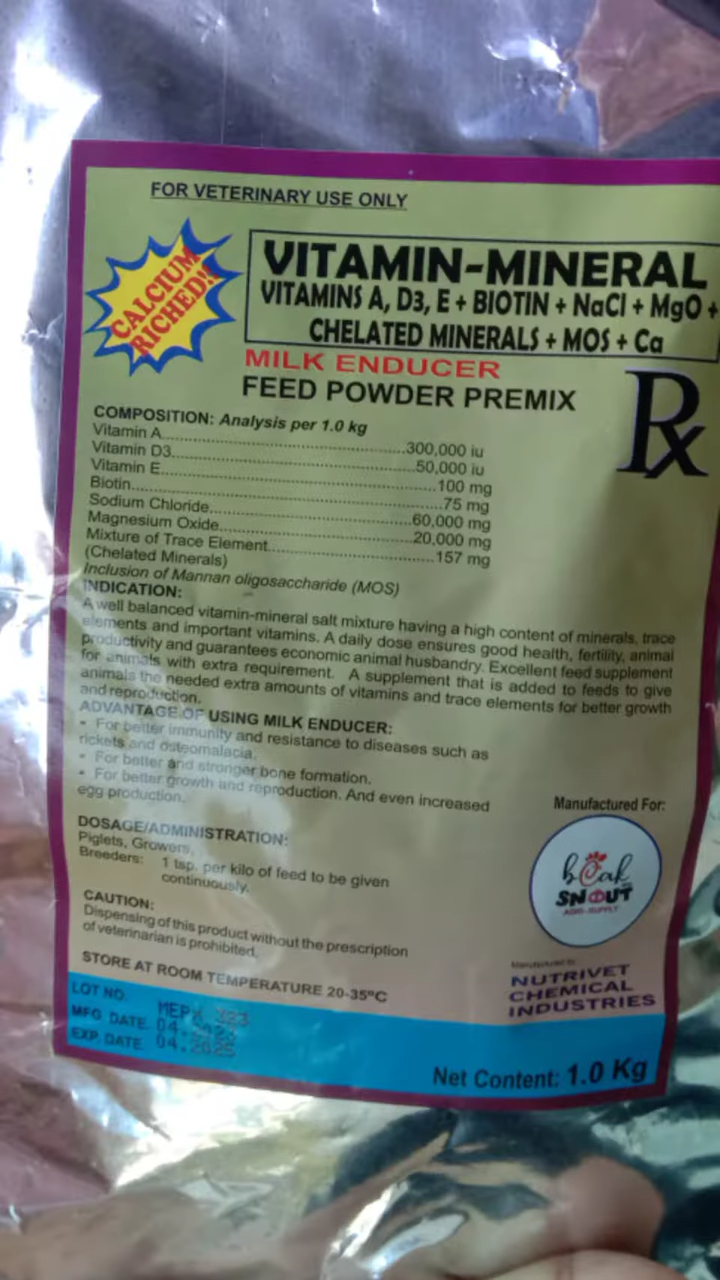 FOR VETERINARY USE ONLY
CALCIUM
RICHED!!
VITAMIN-MINERAL
VITAMINS A, D3, E + BIOTIN + NaCl + MgO +
CHELATED MINERALS + MOS + Ca
MILK ENDUCER
FEED POWDER PREMIX
Rx
COMPOSITION: Analysis per 1.0 kg
Vitamin A..........300,000 iu
Vitamin D3..........50,000 iu
Vitamin E..........100 mg
Biotin..........75 mg
Sodium Chloride..........60,000 mg
Magnesium Oxide..........20,000 mg
Mixture of Trace Element..........157 mg
(Chelated Minerals)
Inclusion of Mannan oligosaccharide (MOS)
INDICATION:
A well balanced vitamin-mineral salt mixture having a high content of minerals, trace
elements and important vitamins. A daily dose ensures good health, fertility, animal
productivity and guarantees economic animal husbandry. Excellent feed supplement
for animals with extra requirement. A supplement that is added to feeds to give
animals the needed extra amounts of vitamins and trace elements for better growth
and reproduction.
ADVANTAGE OF USING MILK ENDUCER:
• For better immunity and resistance to diseases such as
rickets and osteomalacia.
• For better and stronger bone formation.
• For better growth and reproduction. And even increased
egg production.
DOSAGE/ADMINISTRATION:
Piglets, Growers,
Breeders: 1 tsp. per kilo of feed to be given
continuously.
CAUTION:
Dispensing of this product without the prescription
of veterinarian is prohibited.
STORE AT ROOM TEMPERATURE 20-35°C
Manufactured For:
beak
SNOUT
AGRI-SUPPLY
NUTRIVET
CHEMICAL
INDUSTRIES
LOT NO.
MFG DATE 04
EXP. DATE 04.2025
Net Content: 1.0 Kg